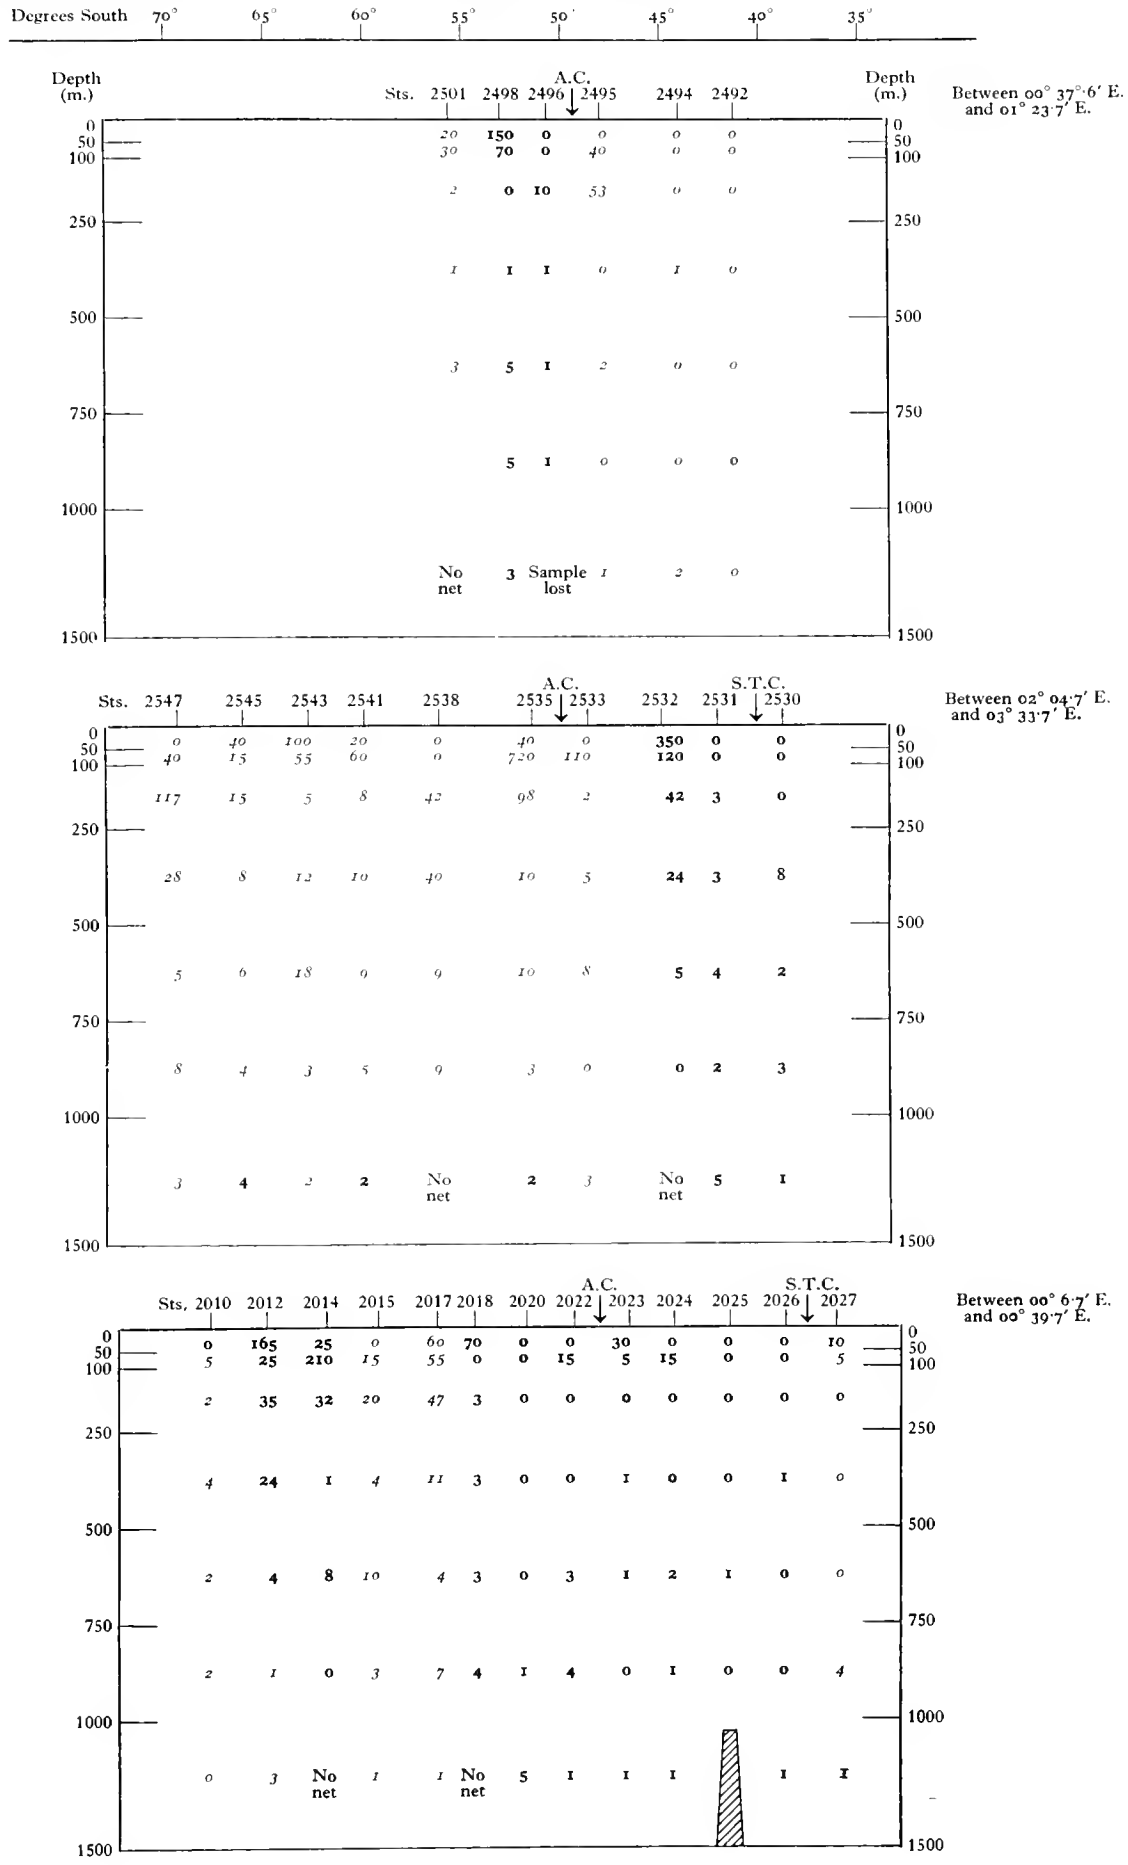 Degrees South 70° 65° 60° 55° 50° 45° 40° 35°
A.C.
Depth (m.) Sts. 2501 2498 2496 2495 2494 2492 Depth (m.) Between 00° 37°·6′ E. and 01° 23·7′ E.
0 0
20 150 0 0 0 0
50 50
30 70 0 40 0 0
100 100
2 0 10 53 0 0
250 250
1 1 1 0 1 0
500 500
3 5 1 2 0 0
750 750
5 1 0 0 0
1000 1000
No net 3 Sample lost 1 2 0
1500 1500
A.C. S.T.C.
Sts. 2547 2545 2543 2541 2538 2535 2533 2532 2531 2530 Between 02° 04·7′ E. and 03° 33·7′ E.
0 0
0 40 100 20 0 40 0 350 0 0
50 50
40 15 55 60 0 720 110 120 0 0
100 100
117 15 5 8 42 98 2 42 3 0
250 250
28 8 12 10 40 10 5 24 3 8
500 500
5 6 18 9 9 10 8 5 4 2
750 750
8 4 3 5 9 3 0 0 2 3
1000 1000
3 4 2 2 No net 2 3 No net 5 1
1500 1500
A.C. S.T.C.
Sts, 2010 2012 2014 2015 2017 2018 2020 2022 2023 2024 2025 2026 2027 Between 00° 6·7′ E. and 00° 39·7′ E.
0 0
0 165 25 0 60 70 0 0 30 0 0 0 10
50 50
5 25 210 15 55 0 0 15 5 15 0 0 5
100 100
2 35 32 20 47 3 0 0 0 0 0 0 0
250 250
4 24 1 4 11 3 0 0 1 0 0 1 0
500 500
2 4 8 10 4 3 0 3 1 2 1 0 0
750 750
2 1 0 3 7 4 1 4 0 1 0 0 4
1000 1000
0 3 No net 1 1 No net 5 1 1 1 1 1
1500 1500